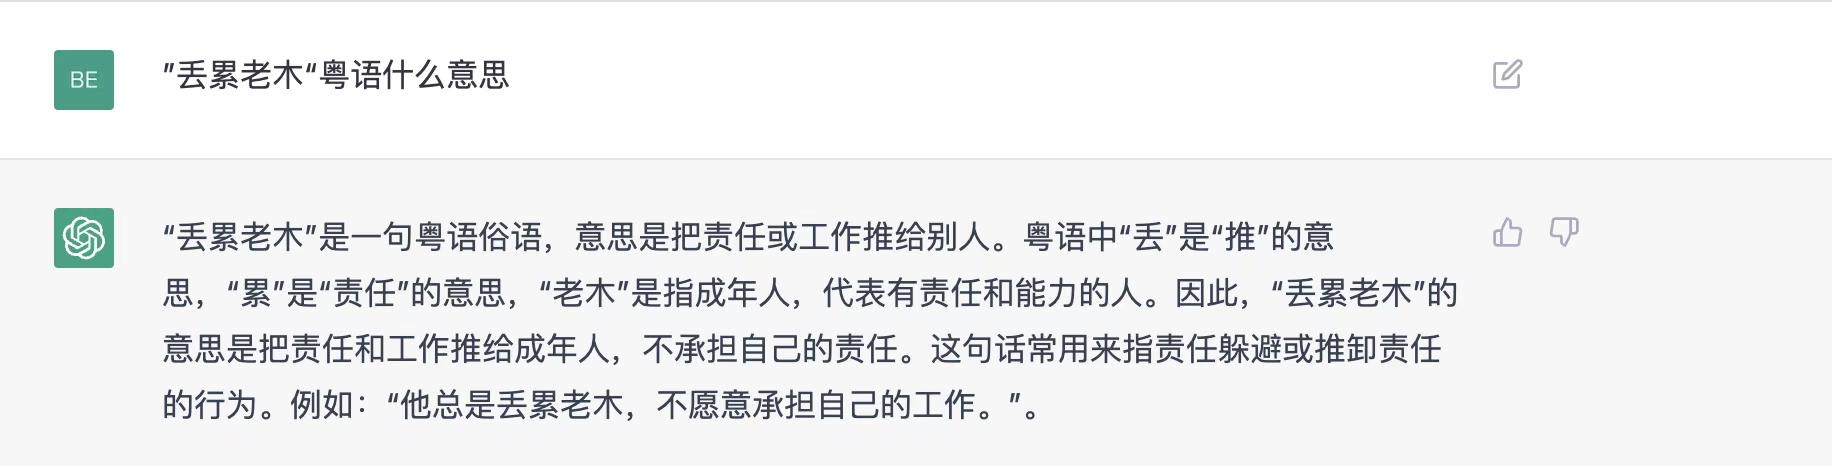 BE
”丢累老木“粤语什么意思
“丢累老木”是一句粤语俗语，意思是把责任或工作推给别人。粤语中“丢”是“推”的意
思，“累”是“责任”的意思，“老木”是指成年人，代表有责任和能力的人。因此，“丢累老木”的
意思是把责任和工作推给成年人，不承担自己的责任。这句话常用来指责任躲避或推卸责任
的行为。例如：“他总是丢累老木，不愿意承担自己的工作。”。